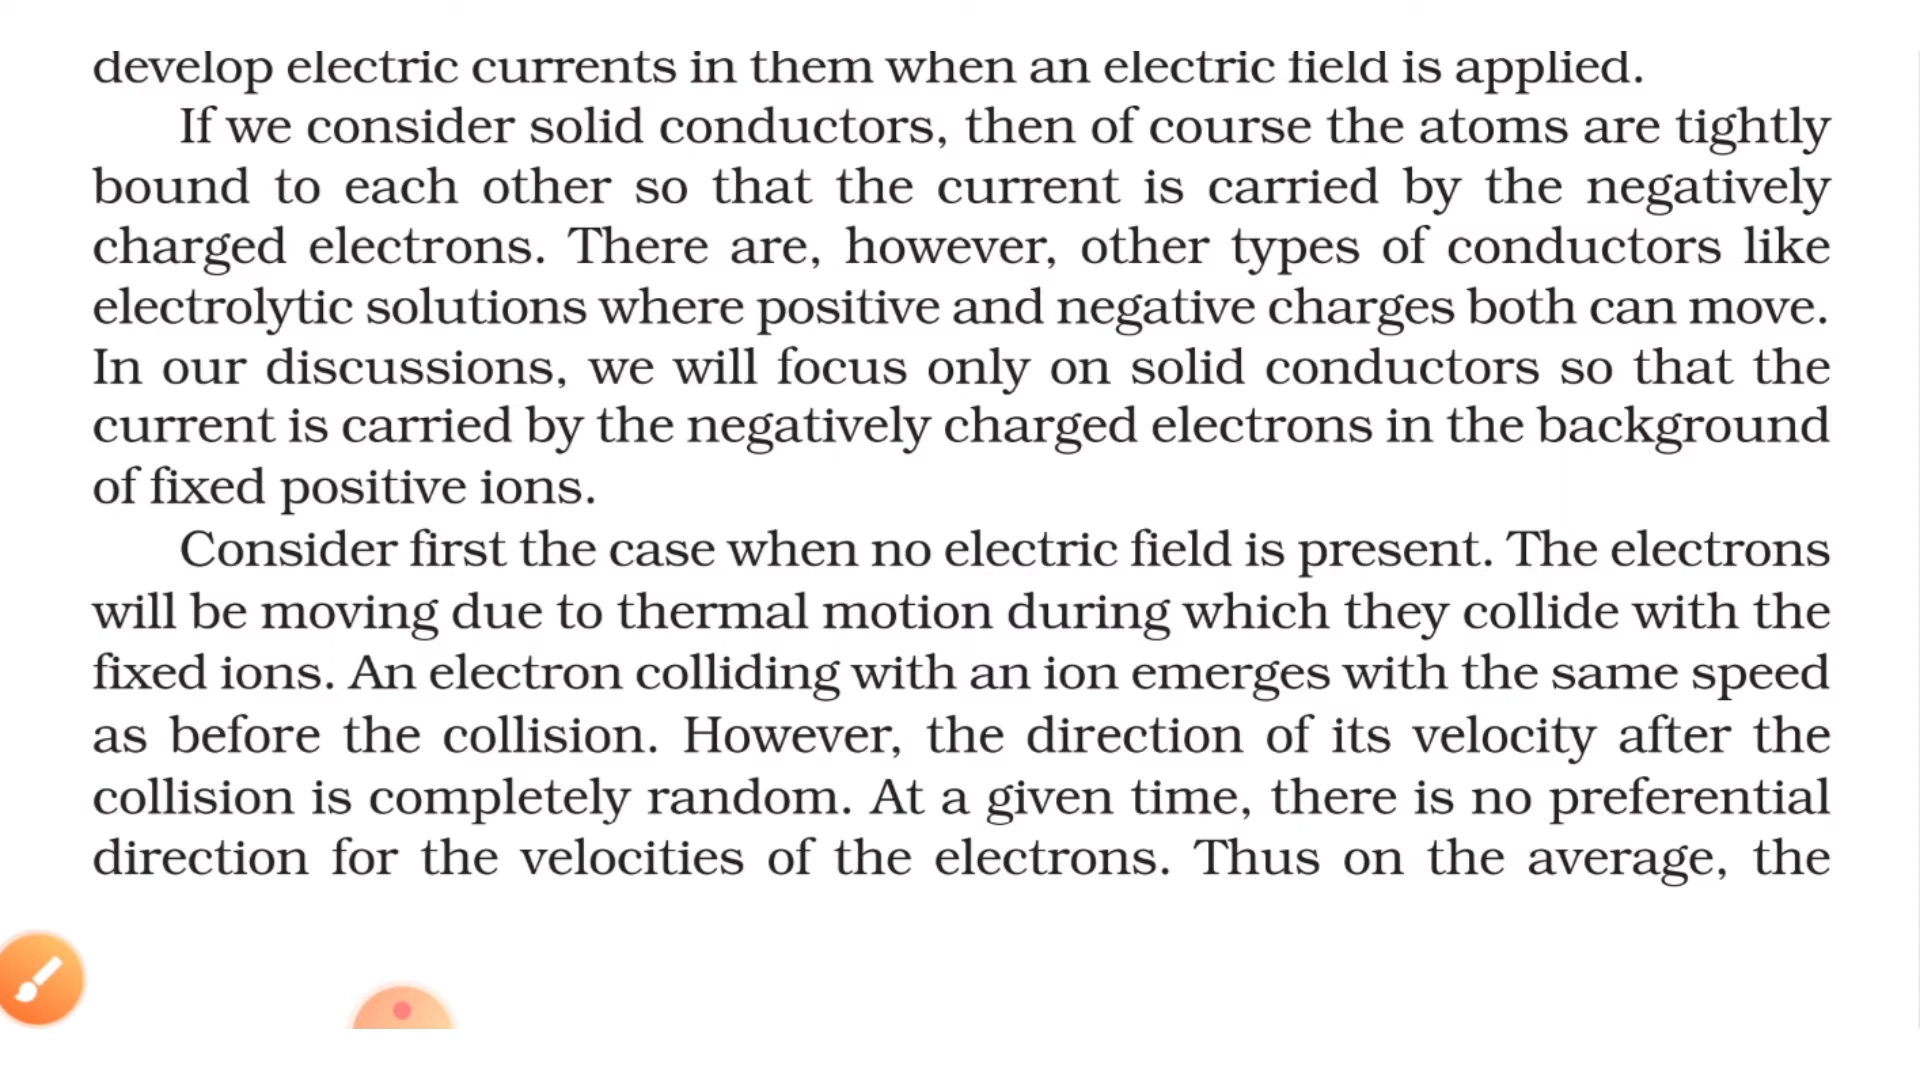 develop electric currents in them when an electric field is applied.
If we consider solid conductors, then of course the atoms are tightly
bound to each other so that the current is carried by the negatively
charged electrons. There are, however, other types of conductors like
electrolytic solutions where positive and negative charges both can move.
In our discussions, we will focus only on solid conductors so that the
current is carried by the negatively charged electrons in the background
of fixed positive ions.
Consider first the case when no electric field is present. The electrons
will be moving due to thermal motion during which they collide with the
fixed ions. An electron colliding with an ion emerges with the same speed
as before the collision. However, the direction of its velocity after the
collision is completely random. At a given time, there is no preferential
direction for the velocities of the electrons. Thus on the average, the